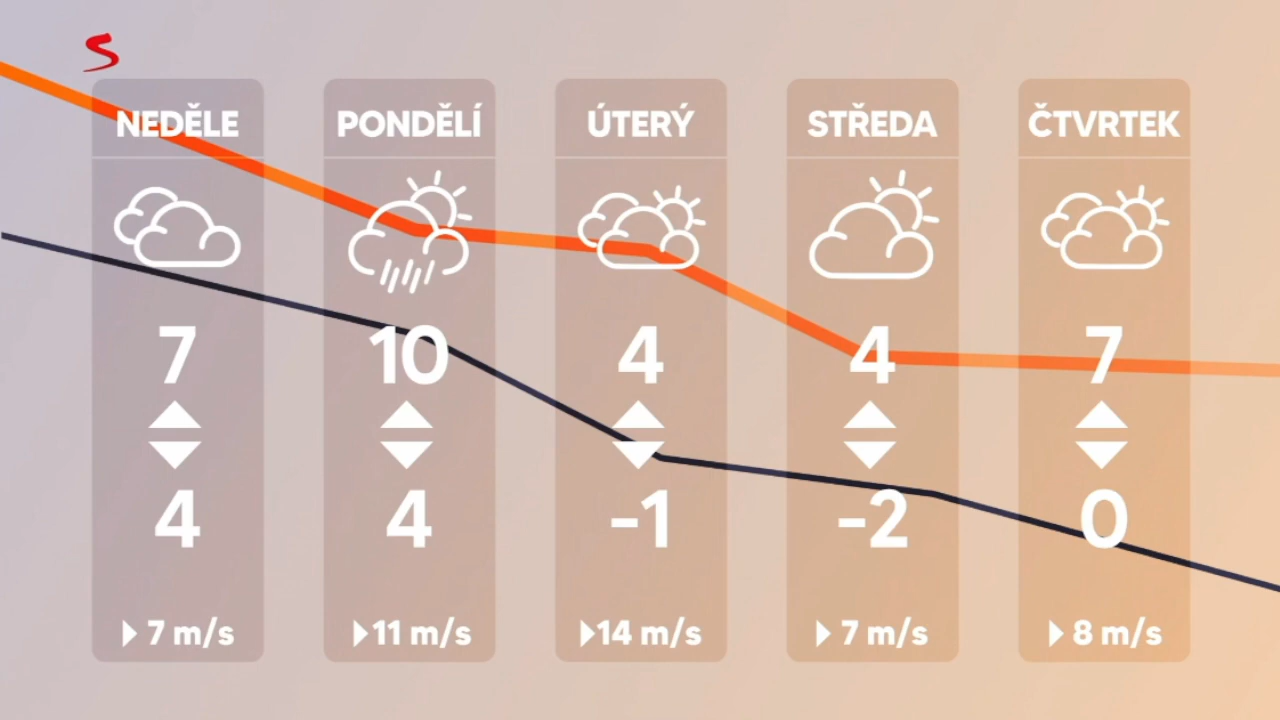 S
NEDĚLE
7
4
7 m/s
PONDĚLÍ
10
4
11 m/s
ÚTERÝ
4
-1
14 m/s
STŘEDA
4
-2
7 m/s
ČTVRTEK
7
0
8 m/s